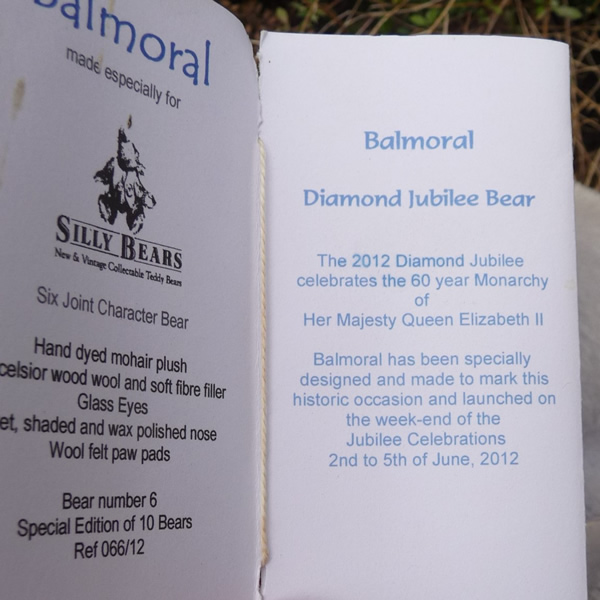 Balmoral
made especially for
SILLY BEARS
New & Vintage Collectable Teddy Bears
Six Joint Character Bear
Hand dyed mohair plush
celsior wood wool and soft fibre filler
Glass Eyes
et, shaded and wax polished nose
Wool felt paw pads
Bear number 6
Special Edition of 10 Bears
Ref 066/12
Balmoral
Diamond Jubilee Bear
The 2012 Diamond Jubilee
celebrates the 60 year Monarchy
of
Her Majesty Queen Elizabeth II
Balmoral has been specially
designed and made to mark this
historic occasion and launched on
the week-end of the
Jubilee Celebrations
2nd to 5th of June, 2012